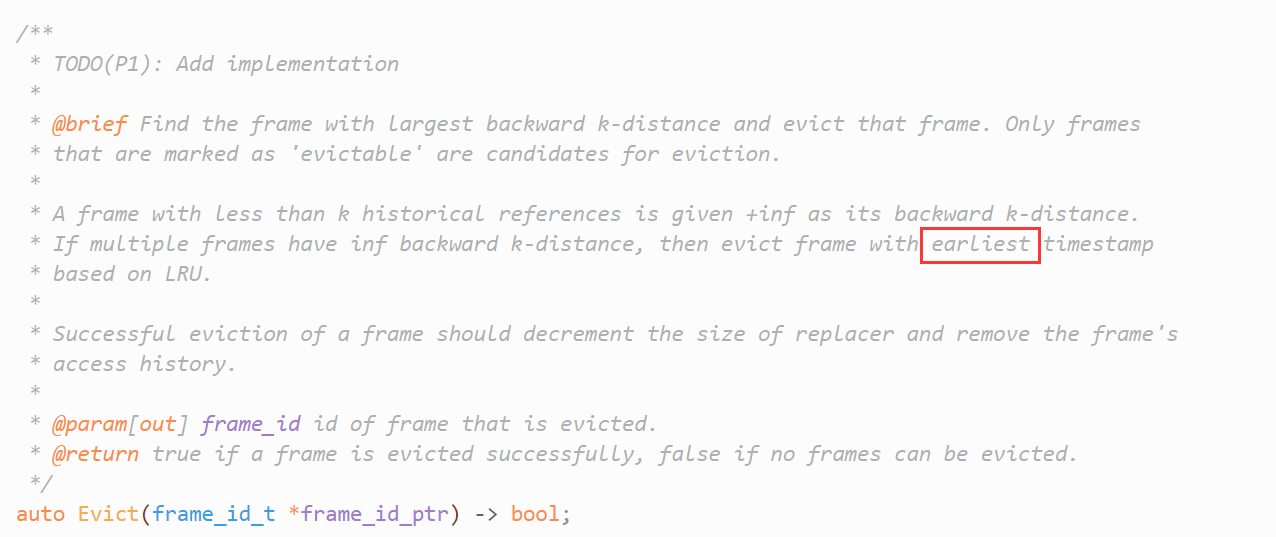 /**
* TODO(P1): Add implementation
*
* @brief Find the frame with largest backward k-distance and evict that frame. Only frames
* that are marked as 'evictable' are candidates for eviction.
*
* A frame with less than k historical references is given +inf as its backward k-distance.
* If multiple frames have inf backward k-distance, then evict frame with earliest timestamp
* based on LRU.
*
* Successful eviction of a frame should decrement the size of replacer and remove the frame's
* access history.
*
* @param[out] frame_id id of frame that is evicted.
* @return true if a frame is evicted successfully, false if no frames can be evicted.
*/
auto Evict(frame_id_t *frame_id_ptr) -> bool;